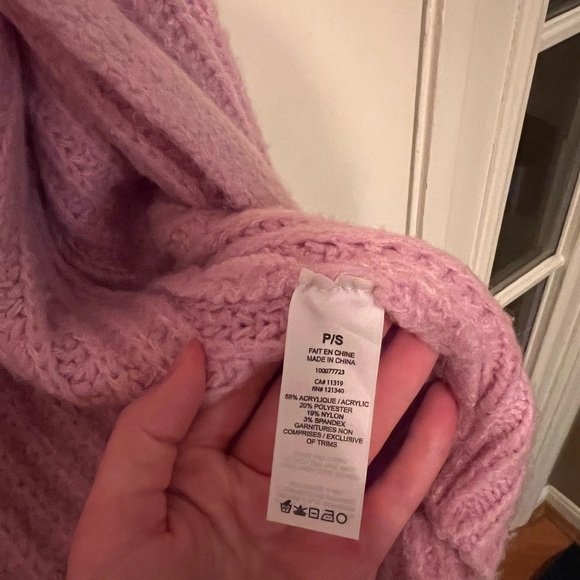 P/S
FAIT EN CHINE
MADE IN CHINA
100077723
CA# 11319
RN# 121340
58% ACRYLIQUE / ACRYLIC
20% POLYESTER
19% NYLON
3% SPANDEX
GARNITURES NON
COMPRISES / EXCLUSIVE
OF TRIMS